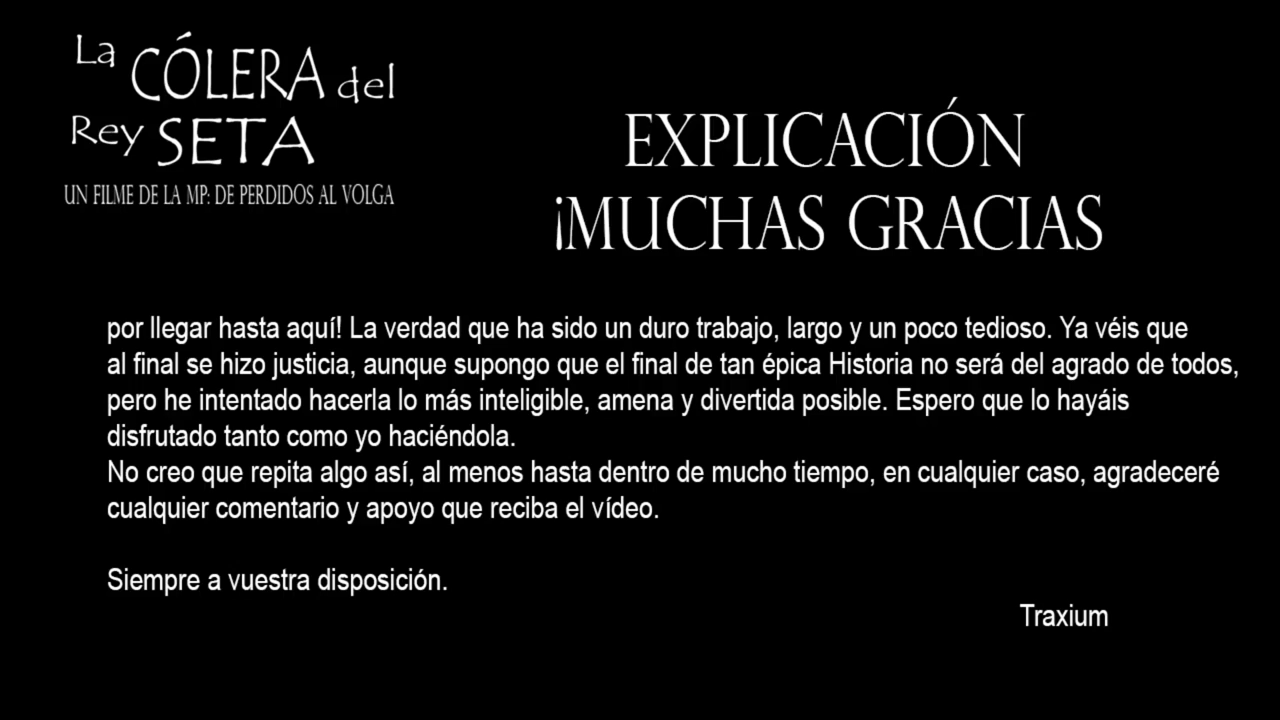 La CÓLERA del
Rey SETA
UN FILME DE LA MP: DE PERDIDOS AL VOLGA
EXPLICACIÓN
¡MUCHAS GRACIAS
por llegar hasta aquí! La verdad que ha sido un duro trabajo, largo y un poco tedioso. Ya véis que
al final se hizo justicia, aunque supongo que el final de tan épica Historia no será del agrado de todos,
pero he intentado hacerla lo más inteligible, amena y divertida posible. Espero que lo hayáis
disfrutado tanto como yo haciéndola.
No creo que repita algo así, al menos hasta dentro de mucho tiempo, en cualquier caso, agradeceré
cualquier comentario y apoyo que reciba el vídeo.
Siempre a vuestra disposición.
Traxium